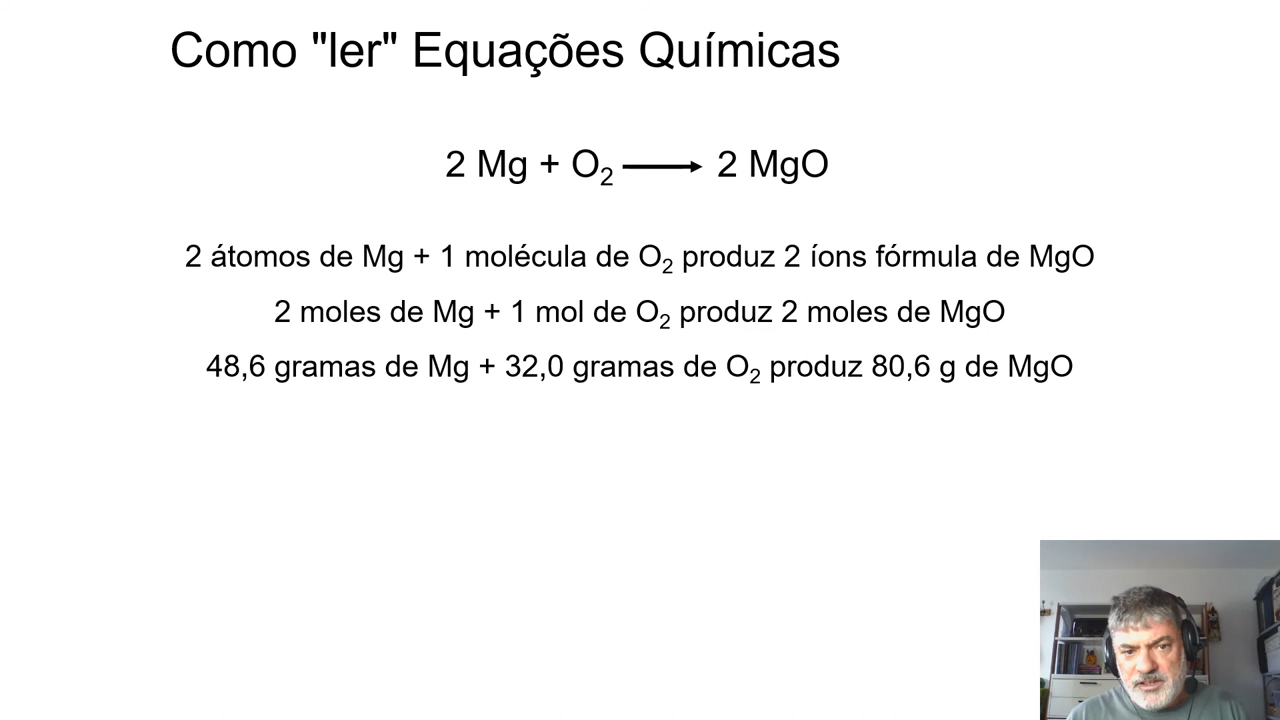 Como "ler" Equações Químicas
2 Mg + O₂ ⟶ 2 MgO
2 átomos de Mg + 1 molécula de O₂ produz 2 íons fórmula de MgO
2 moles de Mg + 1 mol de O₂ produz 2 moles de MgO
48,6 gramas de Mg + 32,0 gramas de O₂ produz 80,6 g de MgO